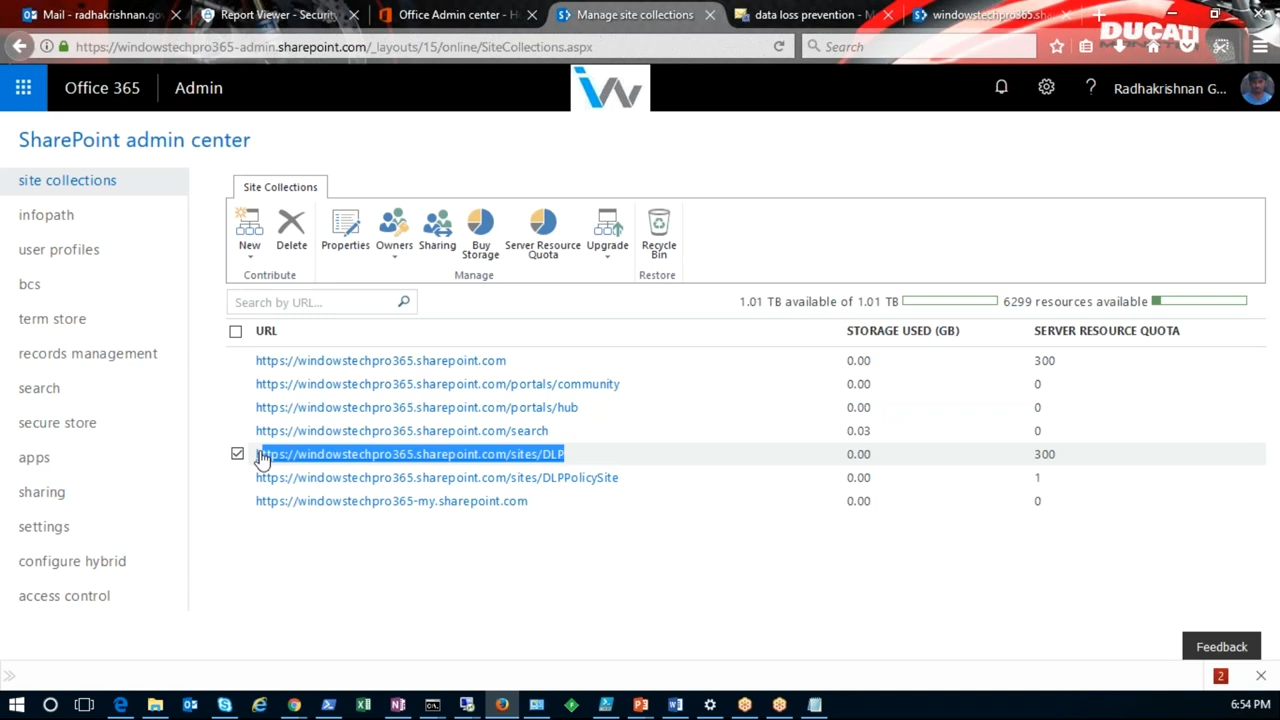 Mail - radhakrishnan.go
Report Viewer - Security
Office Admin center - H
Manage site collections
data loss prevention - M
windowstechpro365.sha
https://windowstechpro365-admin.sharepoint.com/_layouts/15/online/SiteCollections.aspx
Search
DUCATI
Office 365
Admin
Radhakrishnan G...
SharePoint admin center
site collections
infopath
user profiles
bcs
term store
records management
search
secure store
apps
sharing
settings
configure hybrid
access control
Site Collections
New
Delete
Properties
Owners
Sharing
Buy Storage
Server Resource Quota
Upgrade
Recycle Bin
Contribute
Manage
Restore
Search by URL...
1.01 TB available of 1.01 TB
6299 resources available
URL STORAGE USED (GB) SERVER RESOURCE QUOTA
https://windowstechpro365.sharepoint.com 0.00 300
https://windowstechpro365.sharepoint.com/portals/community 0.00 0
https://windowstechpro365.sharepoint.com/portals/hub 0.00 0
https://windowstechpro365.sharepoint.com/search 0.03 0
https://windowstechpro365.sharepoint.com/sites/DLP 0.00 300
https://windowstechpro365.sharepoint.com/sites/DLPPolicySite 0.00 1
https://windowstechpro365-my.sharepoint.com 0.00 0
Feedback
2
6:54 PM